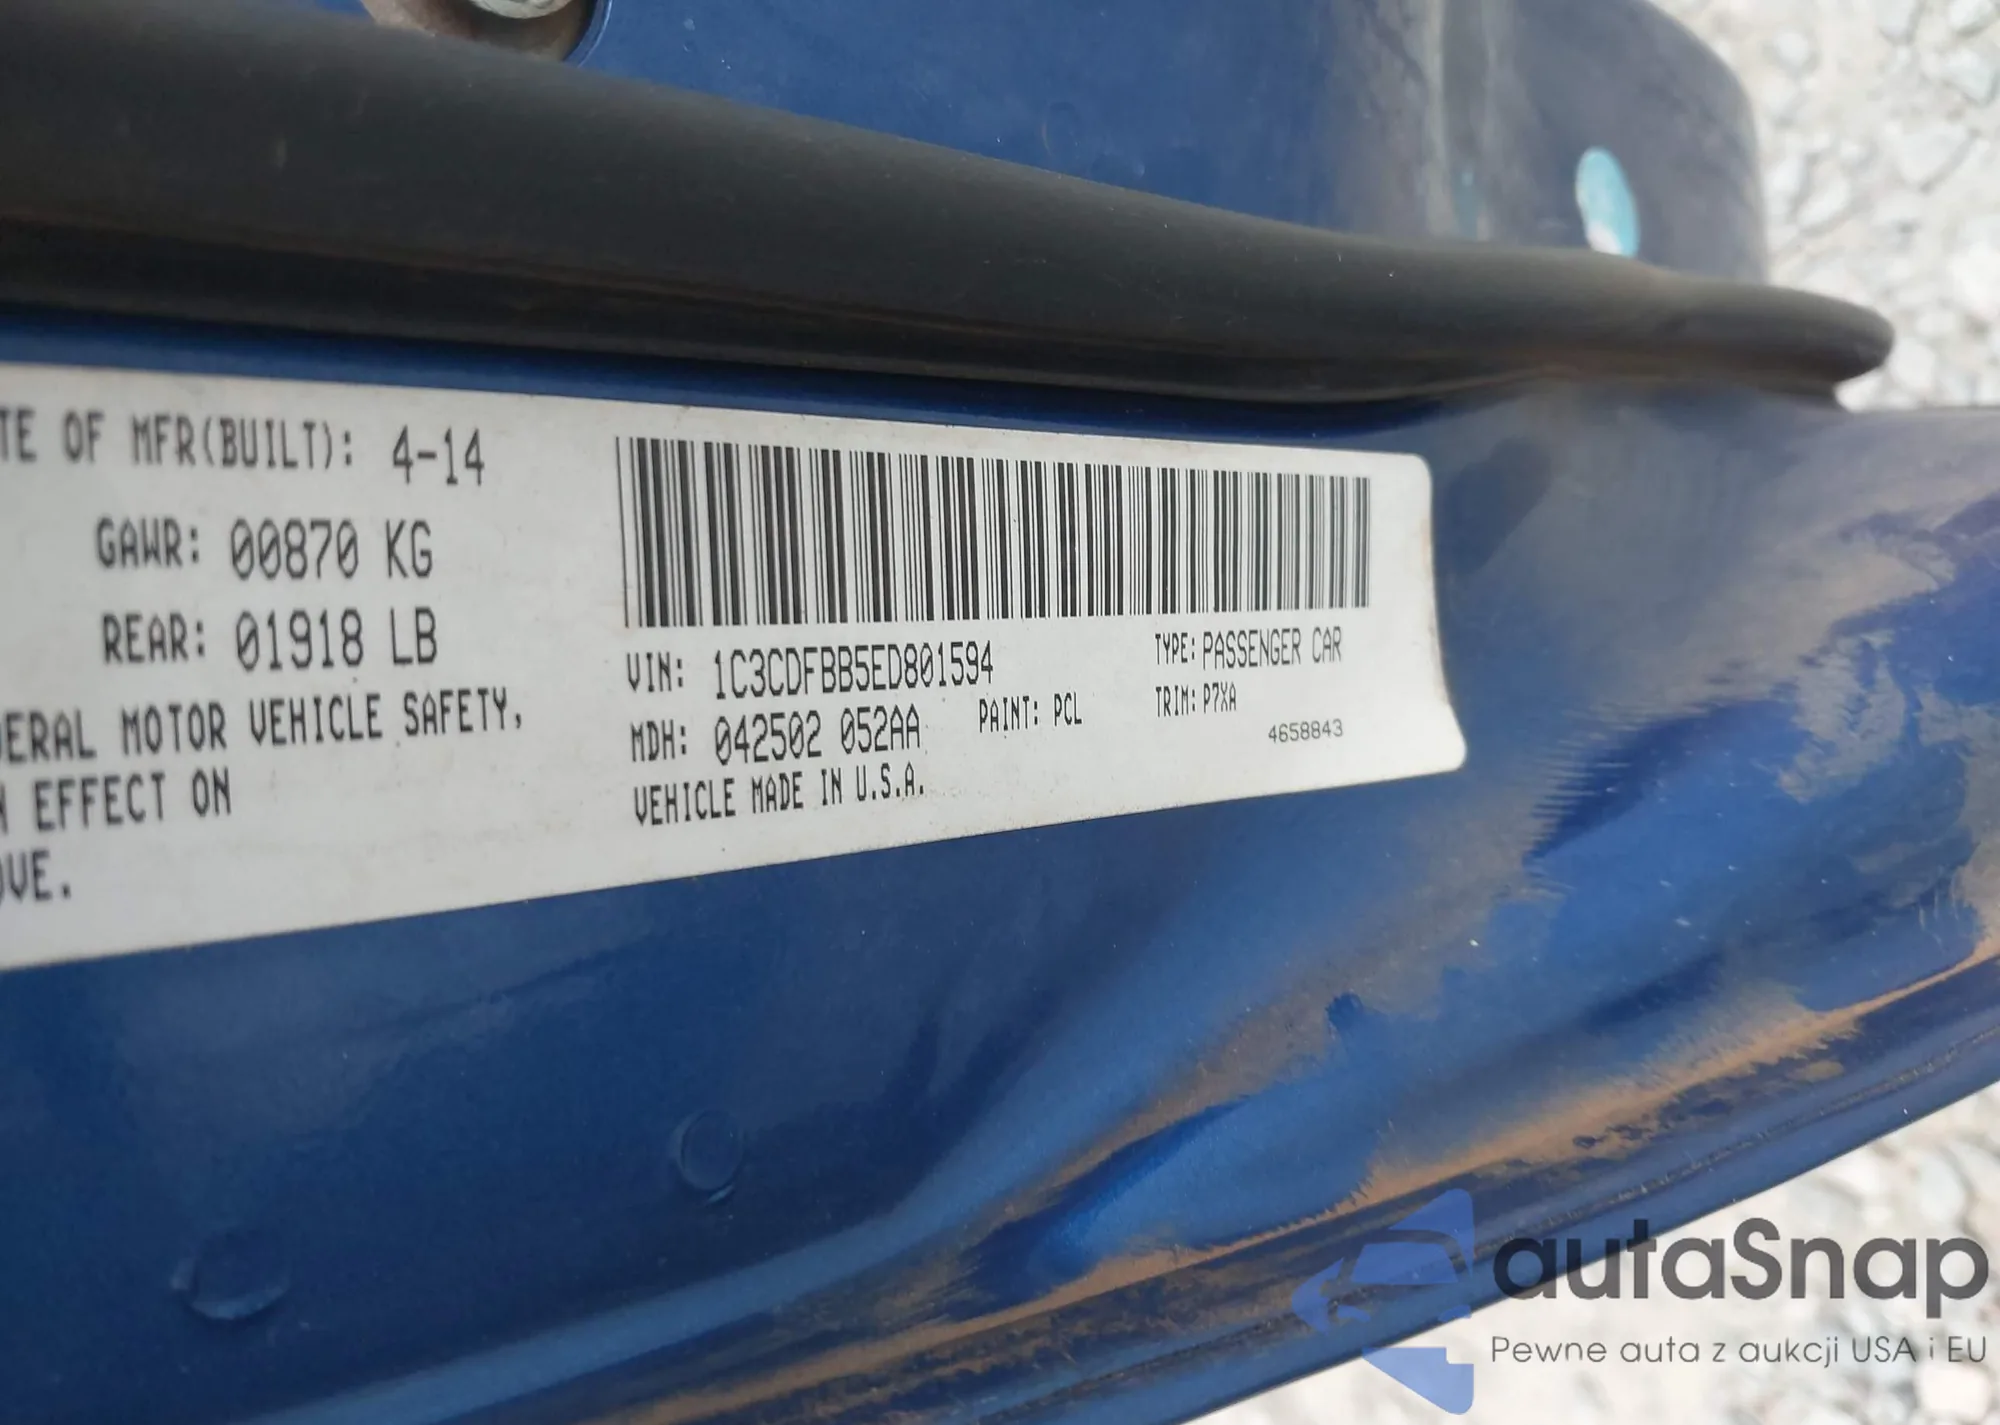 TE OF MFR(BUILT): 4-14
GAWR: 00870 KG
REAR: 01918 LB
DERAL MOTOR VEHICLE SAFETY,
N EFFECT ON
OVE.
VIN: 1C3CDFBB5ED801594
TYPE: PASSENGER CAR
MDH: 042502 052AA
PAINT: PCL
TRIM: P7XA
VEHICLE MADE IN U.S.A.
4658843
autaSnap
Pewne auta z aukcji USA i EU